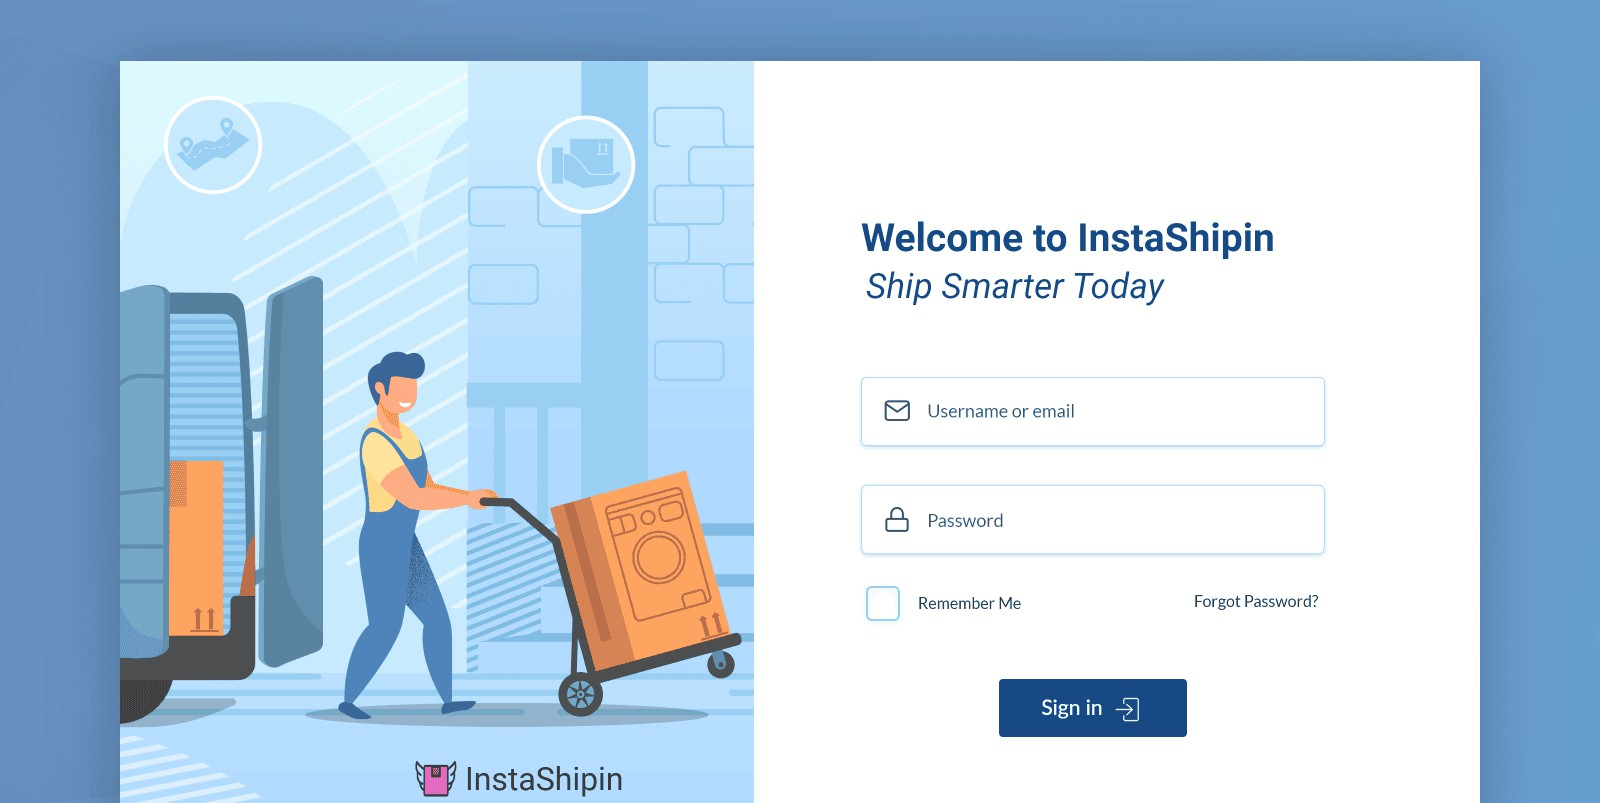 Welcome to InstaShipin
Ship Smarter Today
Username or email
Password
Remember Me
Forgot Password?
Sign in
InstaShipin